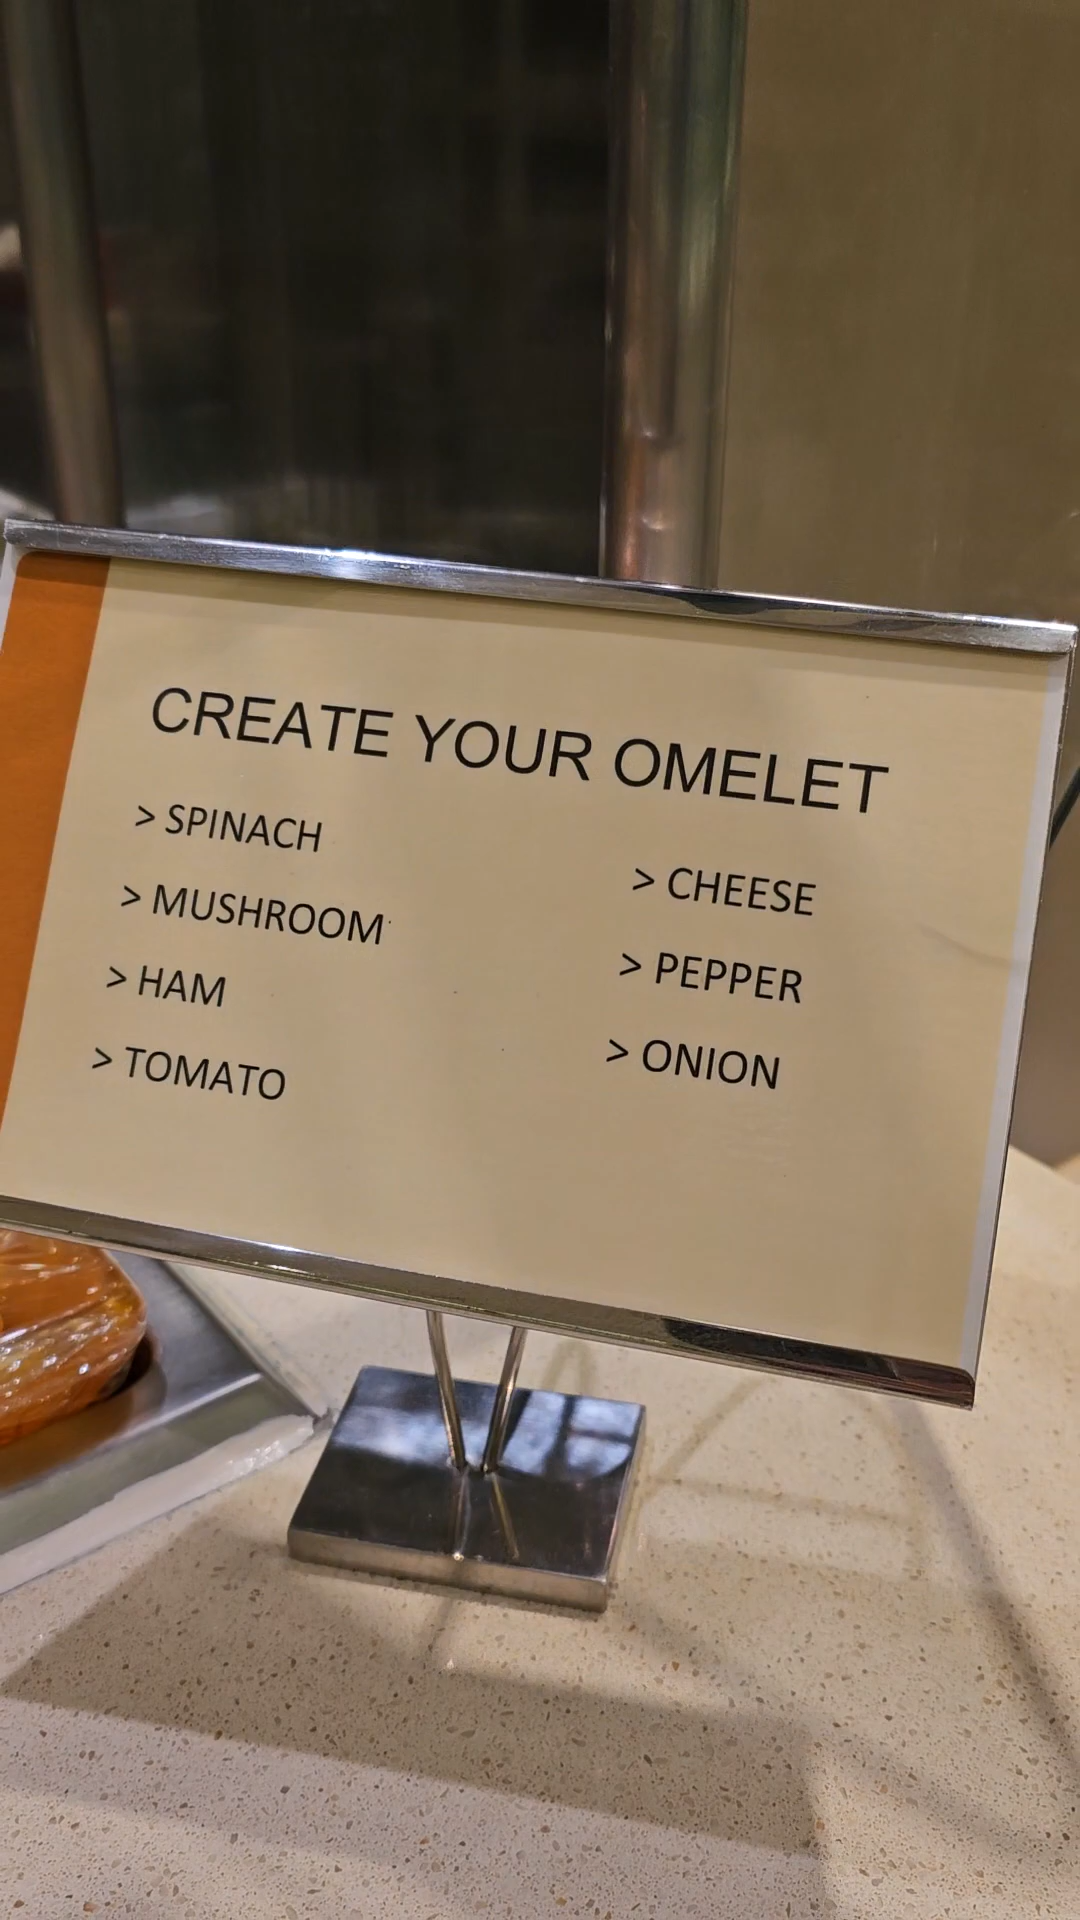 CREATE YOUR OMELET
> SPINACH
> MUSHROOM
> HAM
> TOMATO
> CHEESE
> PEPPER
> ONION